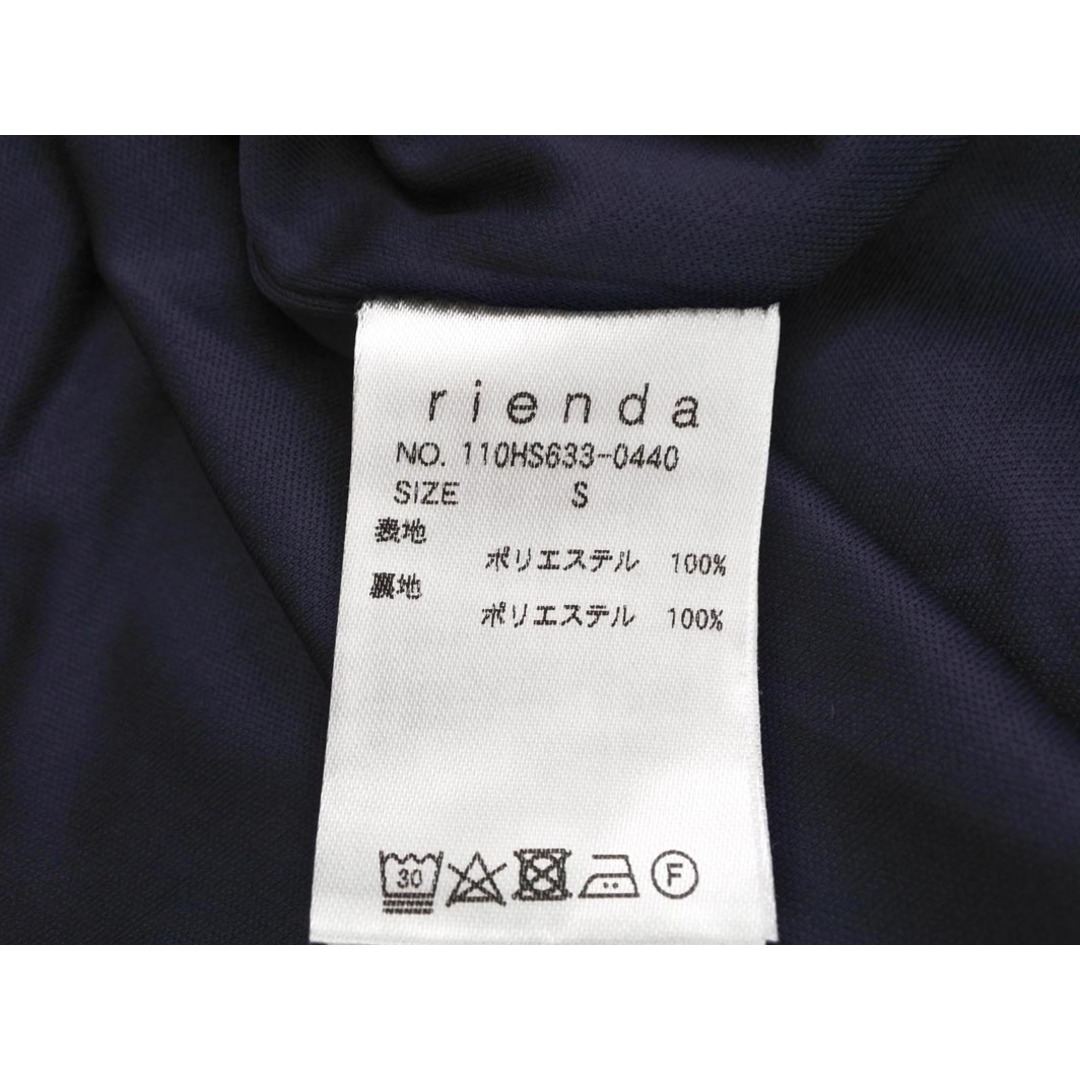 rienda
NO. 110HS633-0440
SIZE S
表地
ポリエステル 100%
裏地
ポリエステル 100%
30
F